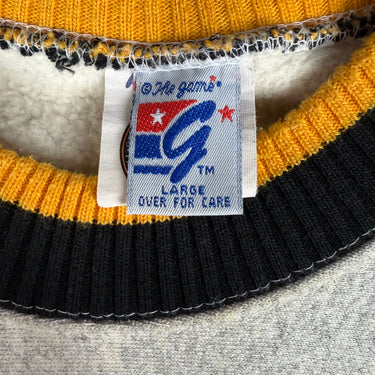 © The Game
G
TM
LARGE
OVER FOR CARE